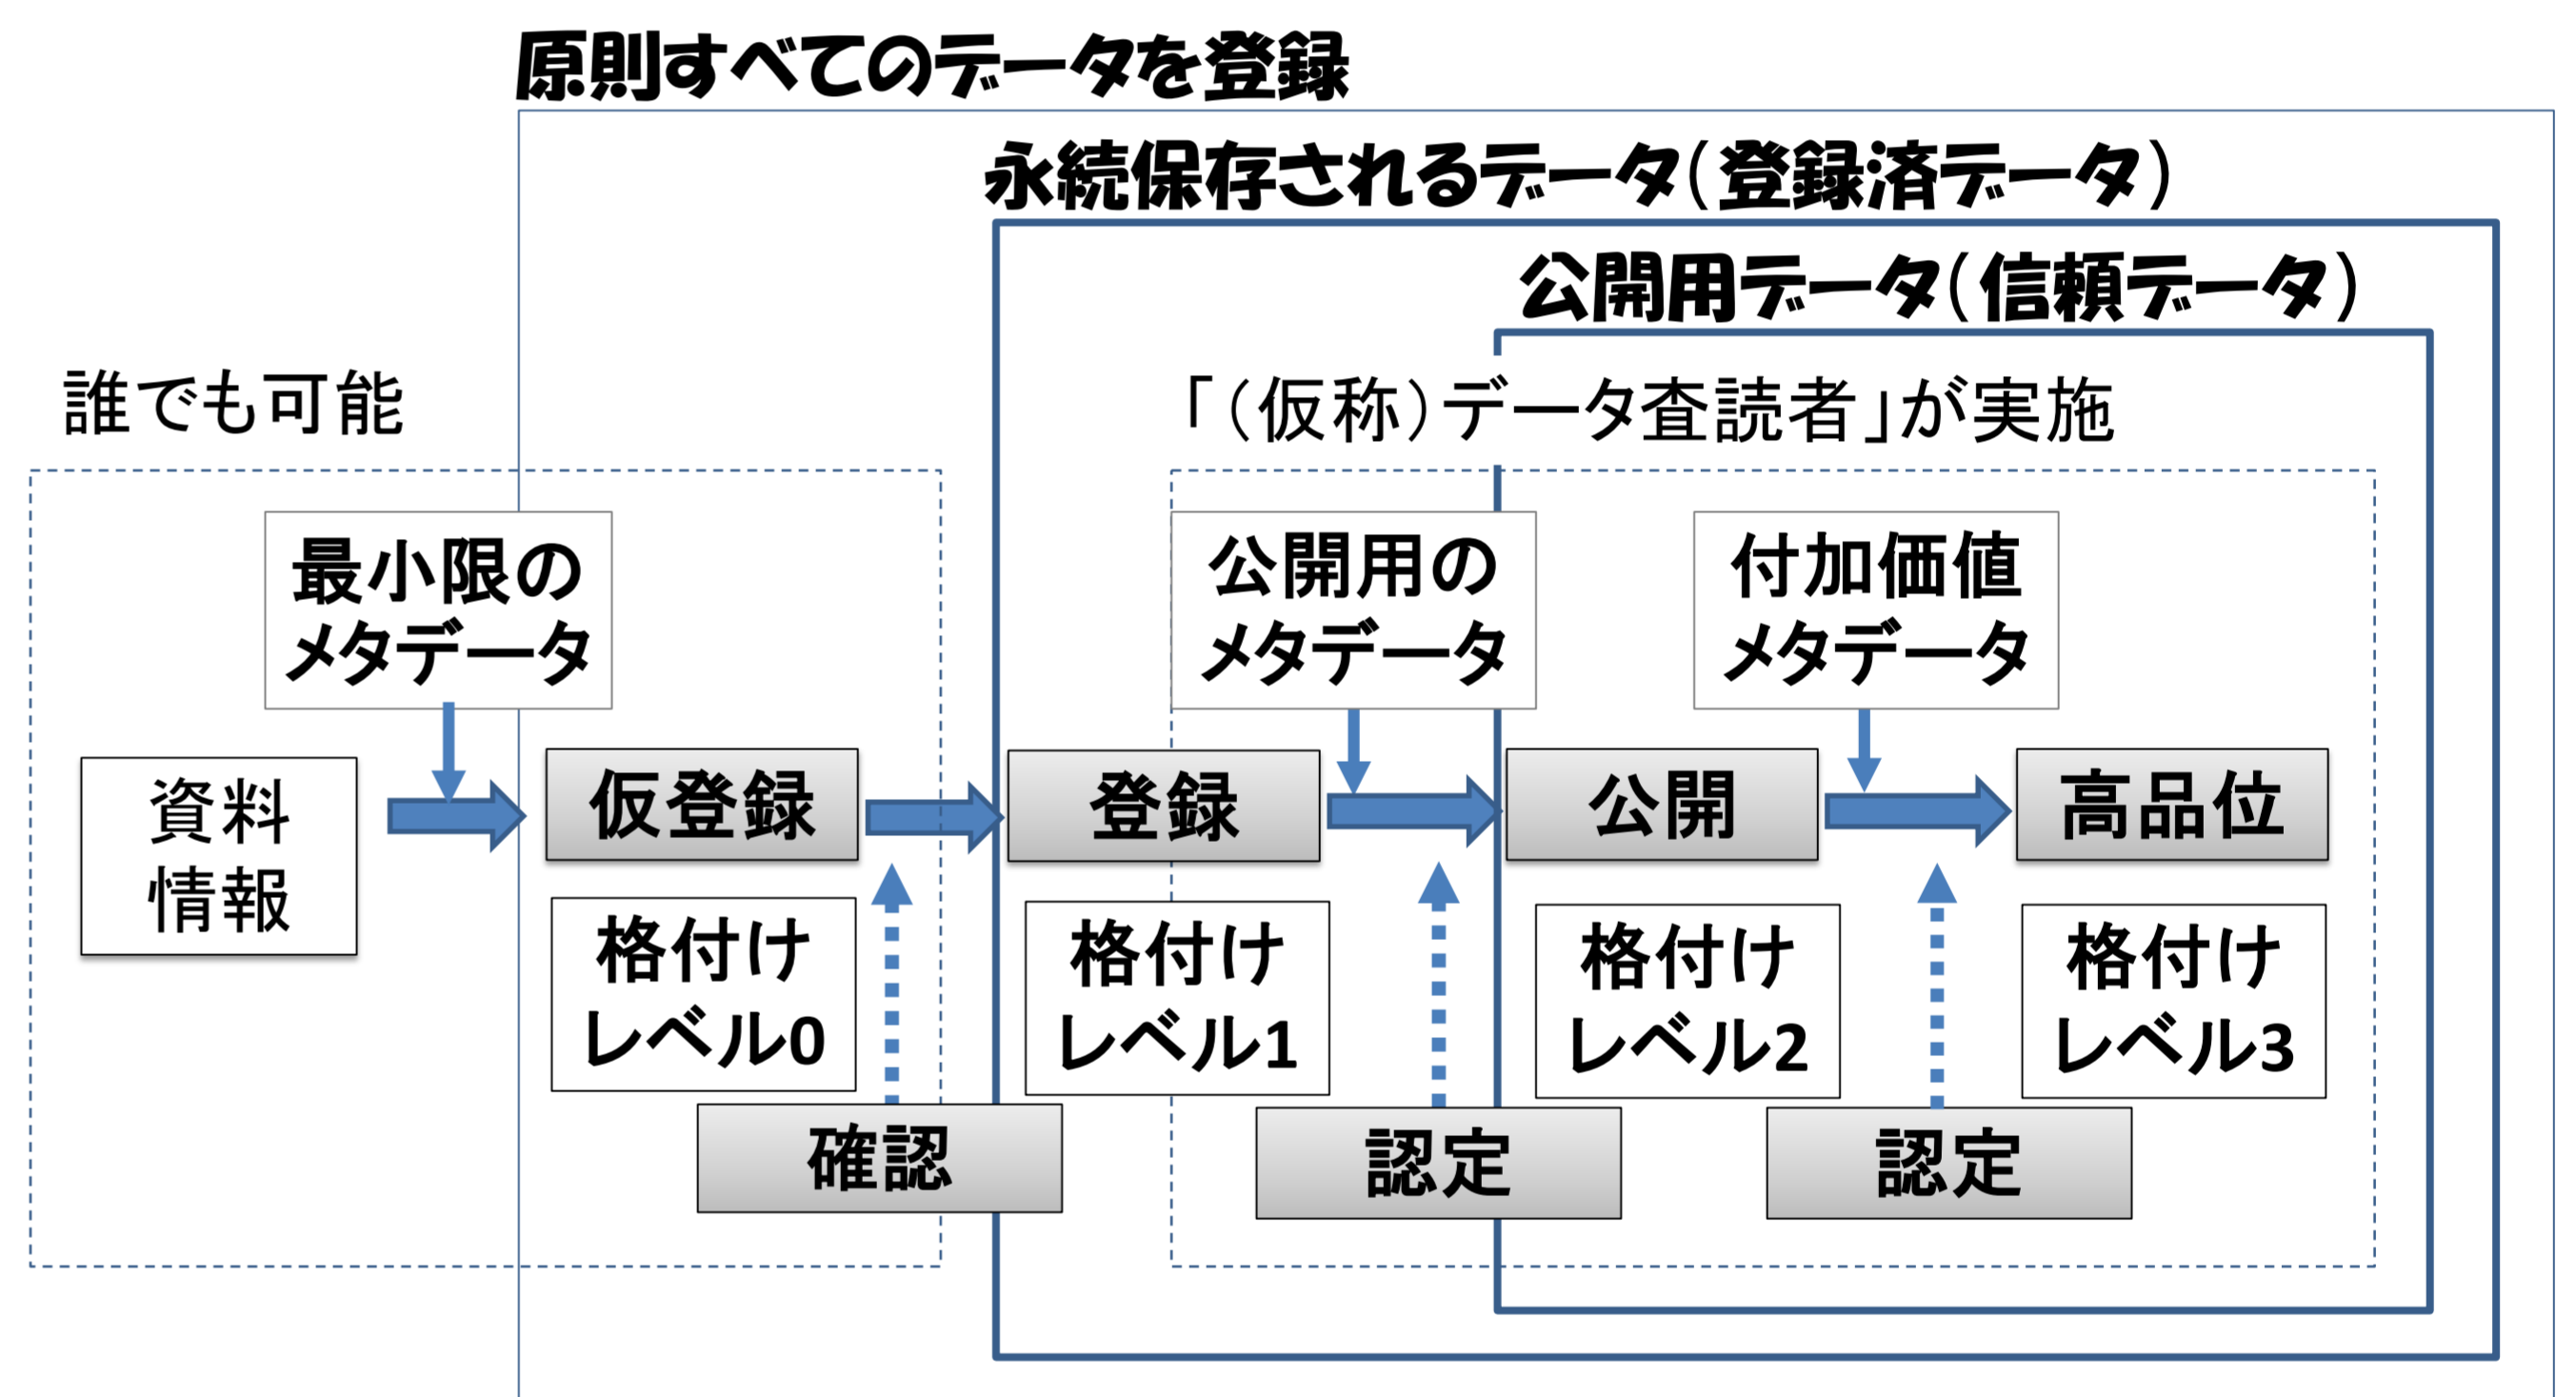 原則すべてのデータを登録
永続保存されるデータ(登録済データ)
公開用データ(信頼データ)
誰でも可能
「(仮称)データ査読者」が実施
最小限の
メタデータ
公開用の
メタデータ
付加価値
メタデータ
資料
情報
仮登録
登録
公開
高品位
格付け
レベル0
格付け
レベル1
格付け
レベル2
格付け
レベル3
確認
認定
認定